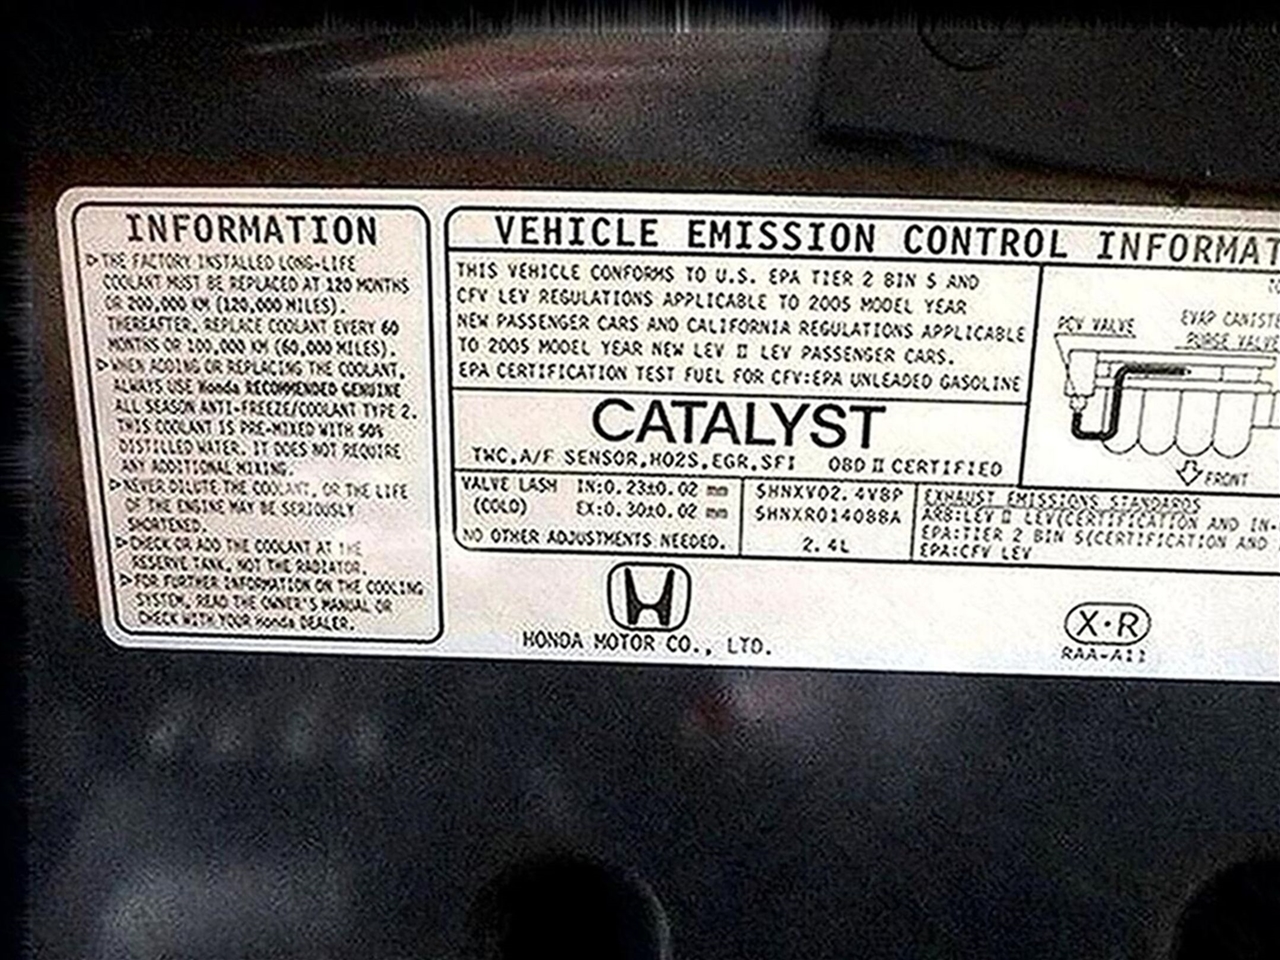 INFORMATION
▷THE FACTORY INSTALLED LONG-LIFE
COOLANT MUST BE REPLACED AT 120 MONTHS
OR 200,000 KM (120,000 MILES).
THEREAFTER, REPLACE COOLANT EVERY 60
MONTHS OR 100,000 KM (60,000 MILES).
▷WHEN ADDING OR REPLACING THE COOLANT,
ALWAYS USE Honda RECOMMENDED GENUINE
ALL SEASON ANTI-FREEZE/COOLANT TYPE 2.
THIS COOLANT IS PRE-MIXED WITH 50%
DISTILLED WATER. IT DOES NOT REQUIRE
ANY ADDITIONAL MIXING.
▷NEVER DILUTE THE COOLANT, OR THE LIFE
OF THE ENGINE MAY BE SERIOUSLY
SHORTENED.
▷CHECK OR ADD THE COOLANT AT THE
RESERVE TANK, NOT THE RADIATOR.
▷FOR FURTHER INFORMATION ON THE COOLING
SYSTEM, READ THE OWNER'S MANUAL OR
CHECK WITH YOUR Honda DEALER.
VEHICLE EMISSION CONTROL INFORMAT
THIS VEHICLE CONFORMS TO U.S. EPA TIER 2 BIN 5 AND
CFV LEV REGULATIONS APPLICABLE TO 2005 MODEL YEAR
NEW PASSENGER CARS AND CALIFORNIA REGULATIONS APPLICABLE
TO 2005 MODEL YEAR NEW LEV II LEV PASSENGER CARS.
EPA CERTIFICATION TEST FUEL FOR CFV:EPA UNLEADED GASOLINE
CATALYST
TWC,A/F SENSOR,HO2S,EGR,SFI OBD II CERTIFIED
PCV VALVE
EVAP CANISTE
PURGE VALVE
FRONT
VALVE LASH IN:0.23±0.02 mm
(COLD) EX:0.30±0.02 mm
NO OTHER ADJUSTMENTS NEEDED.
5HNXV02.4VBP
5HNXR0140BBA
2.4L
EXHAUST EMISSIONS STANDARDS
ARB:LEV II LEV(CERTIFICATION AND IN-
EPA:TIER 2 BIN 5(CERTIFICATION AND
EPA:CFV LEV
HONDA MOTOR CO., LTD.
X·R
RAA-A11